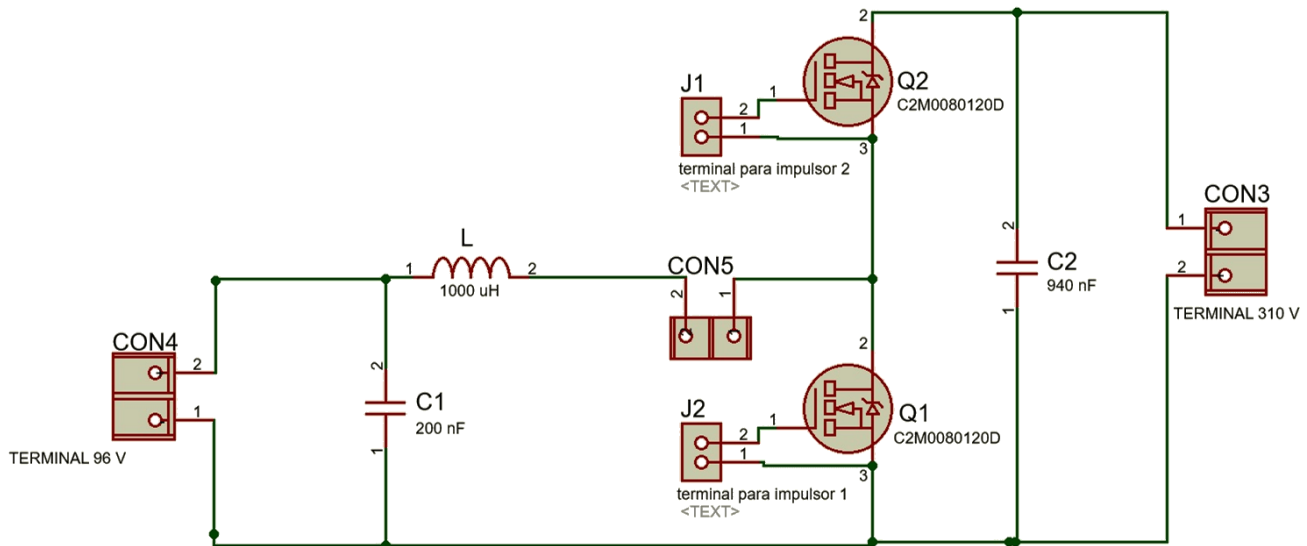 2
J1
1
2
1
Q2
C2M0080120D
3
terminal para impulsor 2
<TEXT>
CON3
1
2
TERMINAL 310 V
L
1
2
1000 uH
CON5
2
1
2
C2
940 nF
1
CON4
2
1
TERMINAL 96 V
2
C1
200 nF
1
2
J2
1
2
1
Q1
C2M0080120D
3
terminal para impulsor 1
<TEXT>